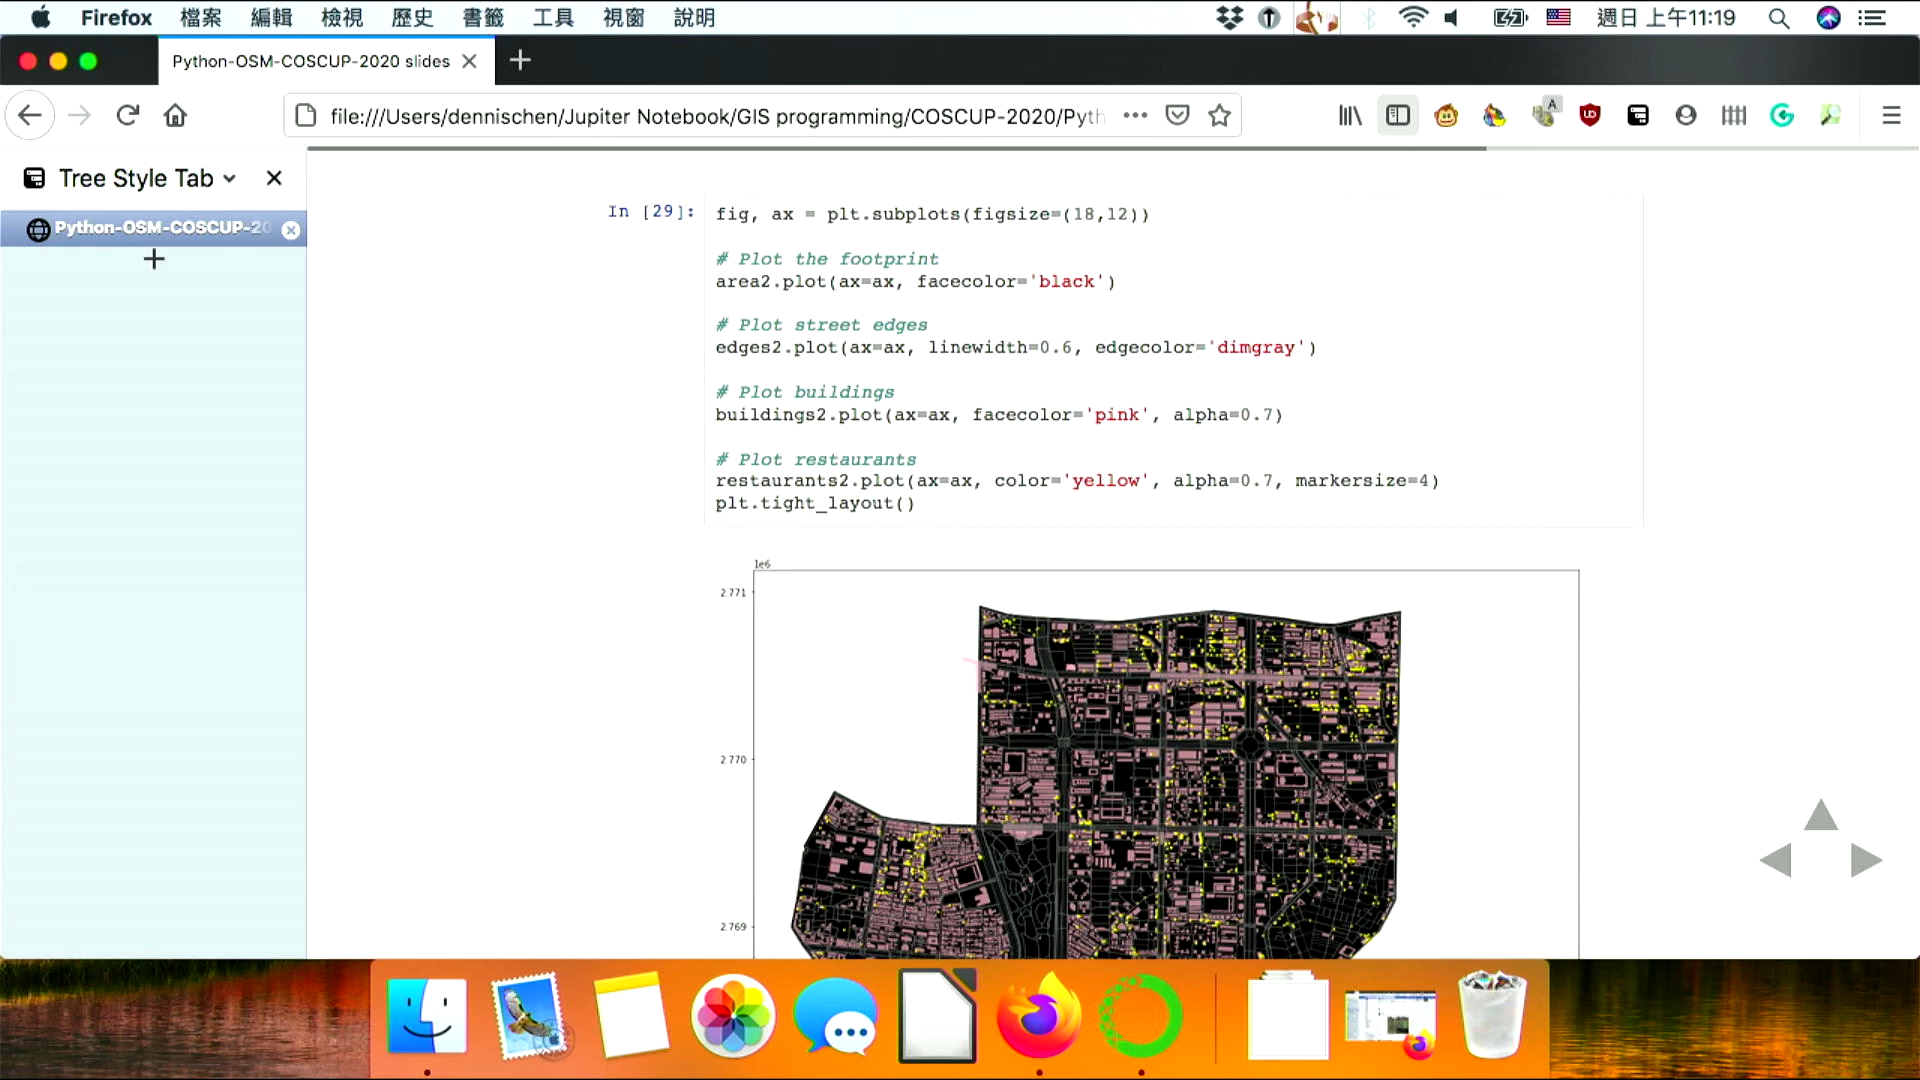 Firefox 檔案 編輯 檢視 歷史 書籤 工具 視窗 說明 週日 上午11:19
Python-OSM-COSCUP-2020 slides
file:///Users/dennischen/Jupiter Notebook/GIS programming/COSCUP-2020/Pyth
A
Tree Style Tab
Python-OSM-COSCUP-20
In [29]: fig, ax = plt.subplots(figsize=(18,12))
# Plot the footprint
area2.plot(ax=ax, facecolor='black')
# Plot street edges
edges2.plot(ax=ax, linewidth=0.6, edgecolor='dimgray')
# Plot buildings
buildings2.plot(ax=ax, facecolor='pink', alpha=0.7)
# Plot restaurants
restaurants2.plot(ax=ax, color='yellow', alpha=0.7, markersize=4)
plt.tight_layout()
1e6
2.771
2.770
2.769